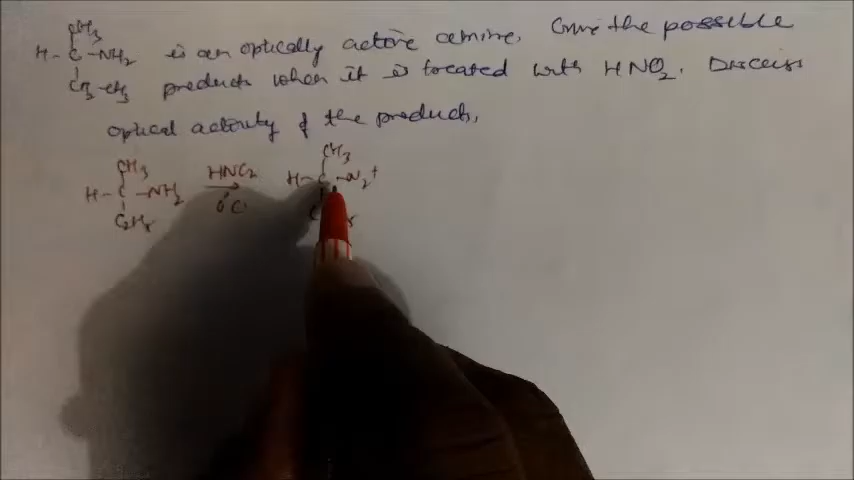 CH3
H - C - NH2 is an optically active amine. Give the possible
CH2-CH3 products when it is treated with HNO2. Discuss
optical activity of the products.
CH3 HNO2 CH3
H - C - NH2 → H - C - N2+
C2H5 0°C